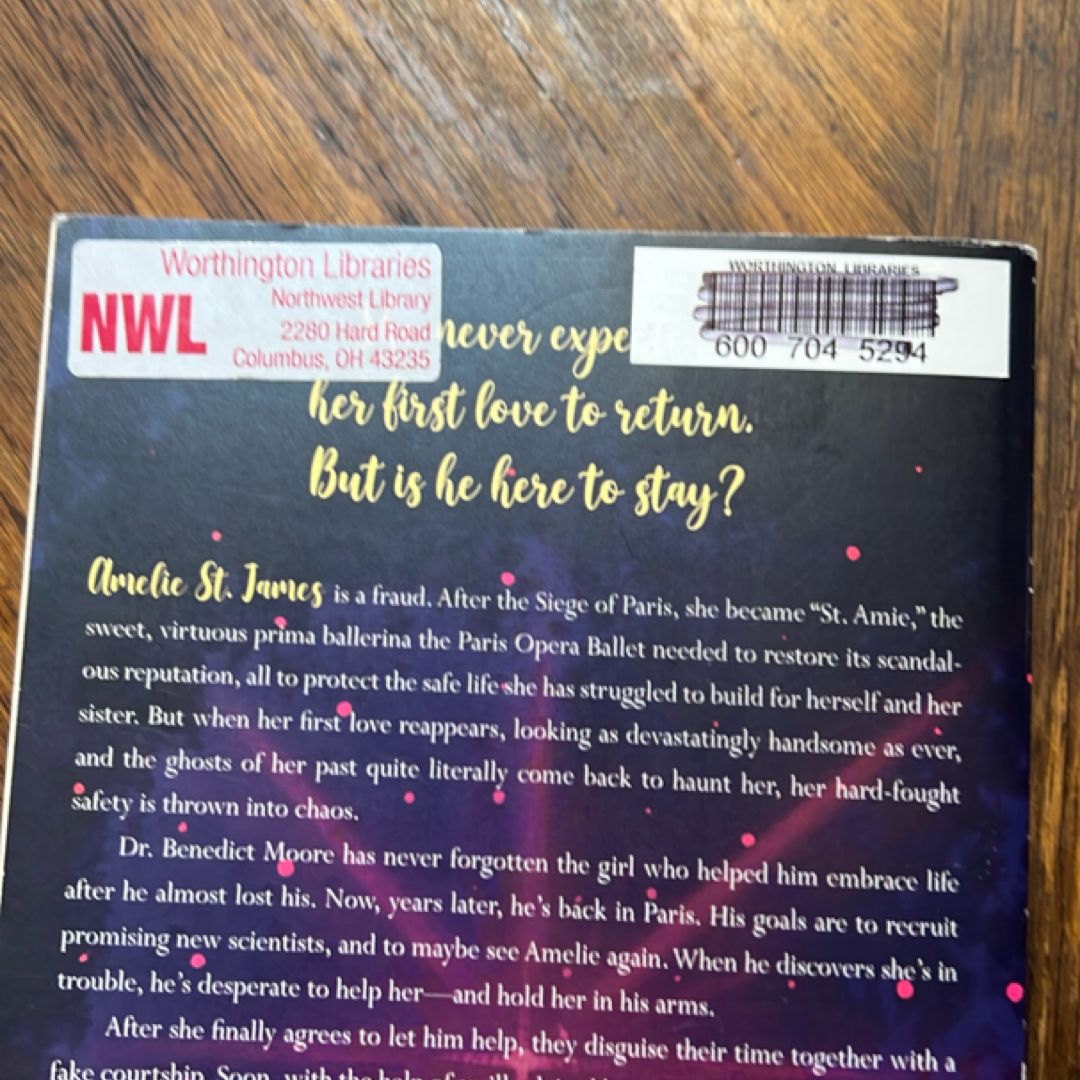 Worthington Libraries
NWL
Northwest Library
2280 Hard Road
Columbus, OH 43235
WORTHINGTON LIBRARIES
600 704 5294
never expe
her first love to return.
But is he here to stay?
Amelie St. James is a fraud. After the Siege of Paris, she became “St. Amie,” the
sweet, virtuous prima ballerina the Paris Opera Ballet needed to restore its scandal-
ous reputation, all to protect the safe life she has struggled to build for herself and her
sister. But when her first love reappears, looking as devastatingly handsome as ever,
and the ghosts of her past quite literally come back to haunt her, her hard-fought
safety is thrown into chaos.
Dr. Benedict Moore has never forgotten the girl who helped him embrace life
after he almost lost his. Now, years later, he’s back in Paris. His goals are to recruit
promising new scientists, and to maybe see Amelie again. When he discovers she’s in
trouble, he’s desperate to help her—and hold her in his arms.
After she finally agrees to let him help, they disguise their time together with a
fake courtship. Soon, with the help of